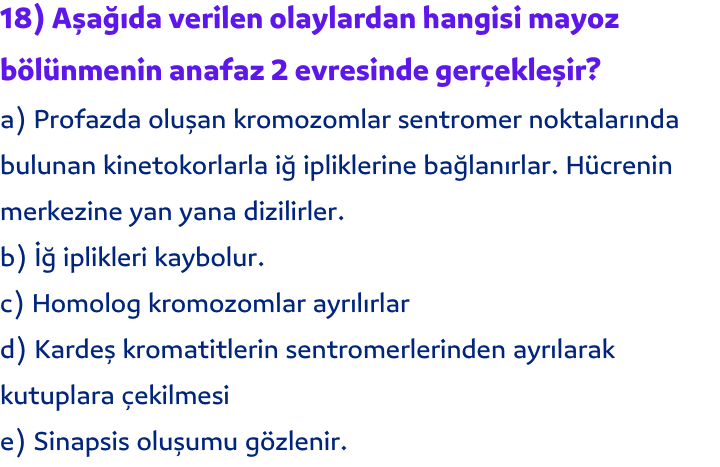 18) Aşağıda verilen olaylardan hangisi mayoz
bölünmenin anafaz 2 evresinde gerçekleşir?
a) Profazda oluşan kromozomlar sentromer noktalarında
bulunan kinetokorlarla iğ ipliklerine bağlanırlar. Hücrenin
merkezine yan yana dizilirler.
b) İğ iplikleri kaybolur.
c) Homolog kromozomlar ayrılırlar
d) Kardeş kromatitlerin sentromerlerinden ayrılarak
kutuplara çekilmesi
e) Sinapsis oluşumu gözlenir.